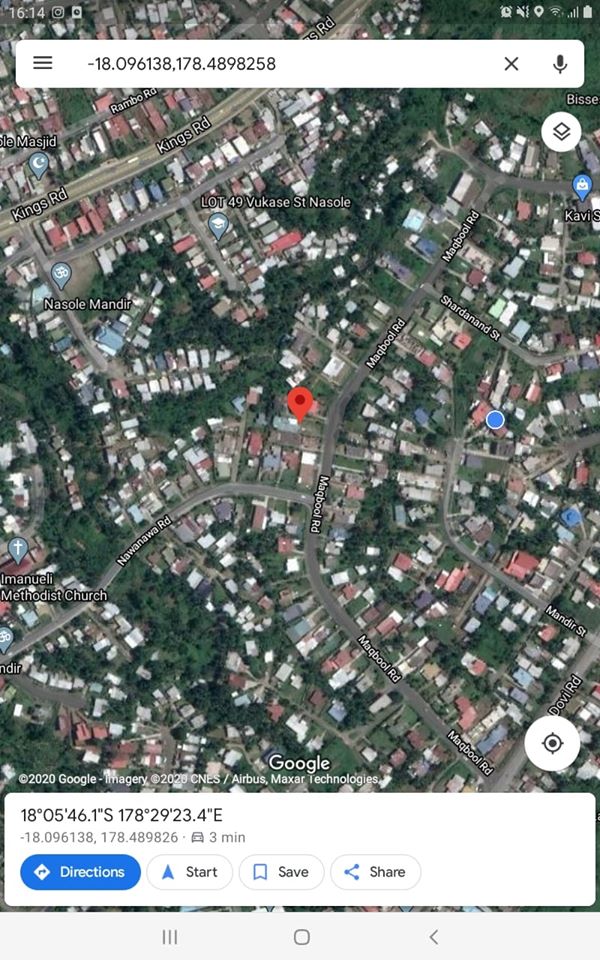 16:14
gs Rd
-18.096138,178.4898258
Rambo Rd
Bisse
ole Masjid
Kings Rd
Kings Rd
LOT 49 Vukase St Nasole
Kavi S
Maqbool Rd
Nasole Mandir
Shardanand St
Maqbool Rd
Maqbool Rd
Nawanawa Rd
Imanueli
Methodist Church
Mandir St
ndir
Maqbool Rd
Dovi Rd
Maqbool Rd
Google
©2020 Google - Imagery ©2020 CNES / Airbus, Maxar Technologies,
18°05'46.1"S 178°29'23.4"E
-18.096138, 178.489826 · 3 min
Directions
Start
Save
Share